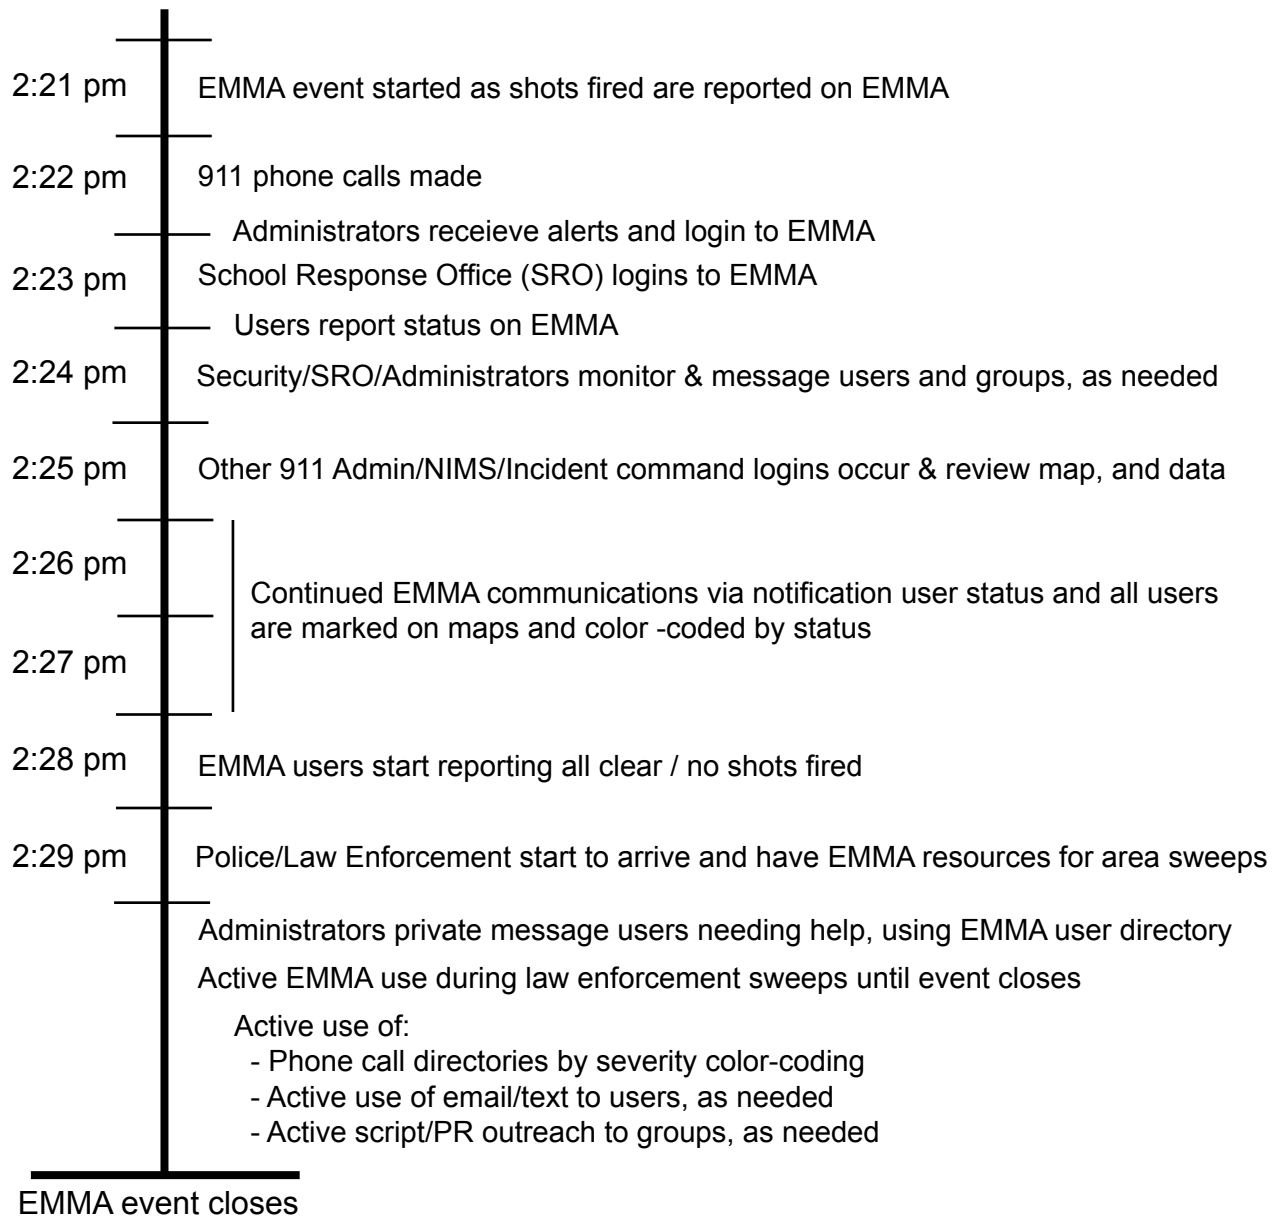 2:21 pm EMMA event started as shots fired are reported on EMMA
2:22 pm 911 phone calls made
Administrators receieve alerts and login to EMMA
2:23 pm School Response Office (SRO) logins to EMMA
Users report status on EMMA
2:24 pm Security/SRO/Administrators monitor & message users and groups, as needed
2:25 pm Other 911 Admin/NIMS/Incident command logins occur & review map, and data
2:26 pm
Continued EMMA communications via notification user status and all users
are marked on maps and color -coded by status
2:27 pm
2:28 pm EMMA users start reporting all clear / no shots fired
2:29 pm Police/Law Enforcement start to arrive and have EMMA resources for area sweeps
Administrators private message users needing help, using EMMA user directory
Active EMMA use during law enforcement sweeps until event closes
Active use of:
- Phone call directories by severity color-coding
- Active use of email/text to users, as needed
- Active script/PR outreach to groups, as needed
EMMA event closes